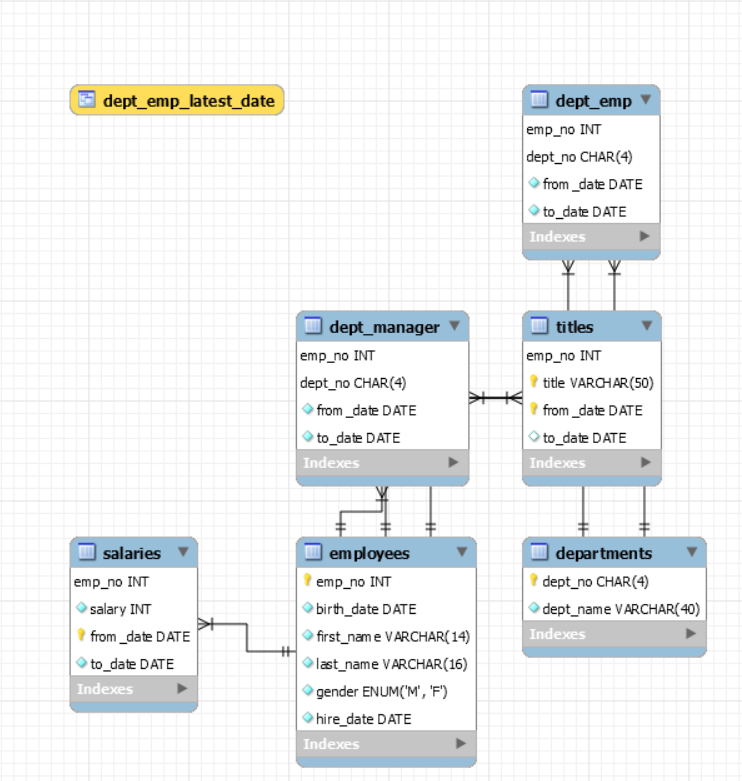 dept_emp_latest_date
dept_emp
emp_no INT
dept_no CHAR(4)
from_date DATE
to_date DATE
Indexes
dept_manager
emp_no INT
dept_no CHAR(4)
from_date DATE
to_date DATE
Indexes
titles
emp_no INT
title VARCHAR(50)
from_date DATE
to_date DATE
Indexes
salaries
emp_no INT
salary INT
from_date DATE
to_date DATE
Indexes
employees
emp_no INT
birth_date DATE
first_name VARCHAR(14)
last_name VARCHAR(16)
gender ENUM('M', 'F')
hire_date DATE
Indexes
departments
dept_no CHAR(4)
dept_name VARCHAR(40)
Indexes